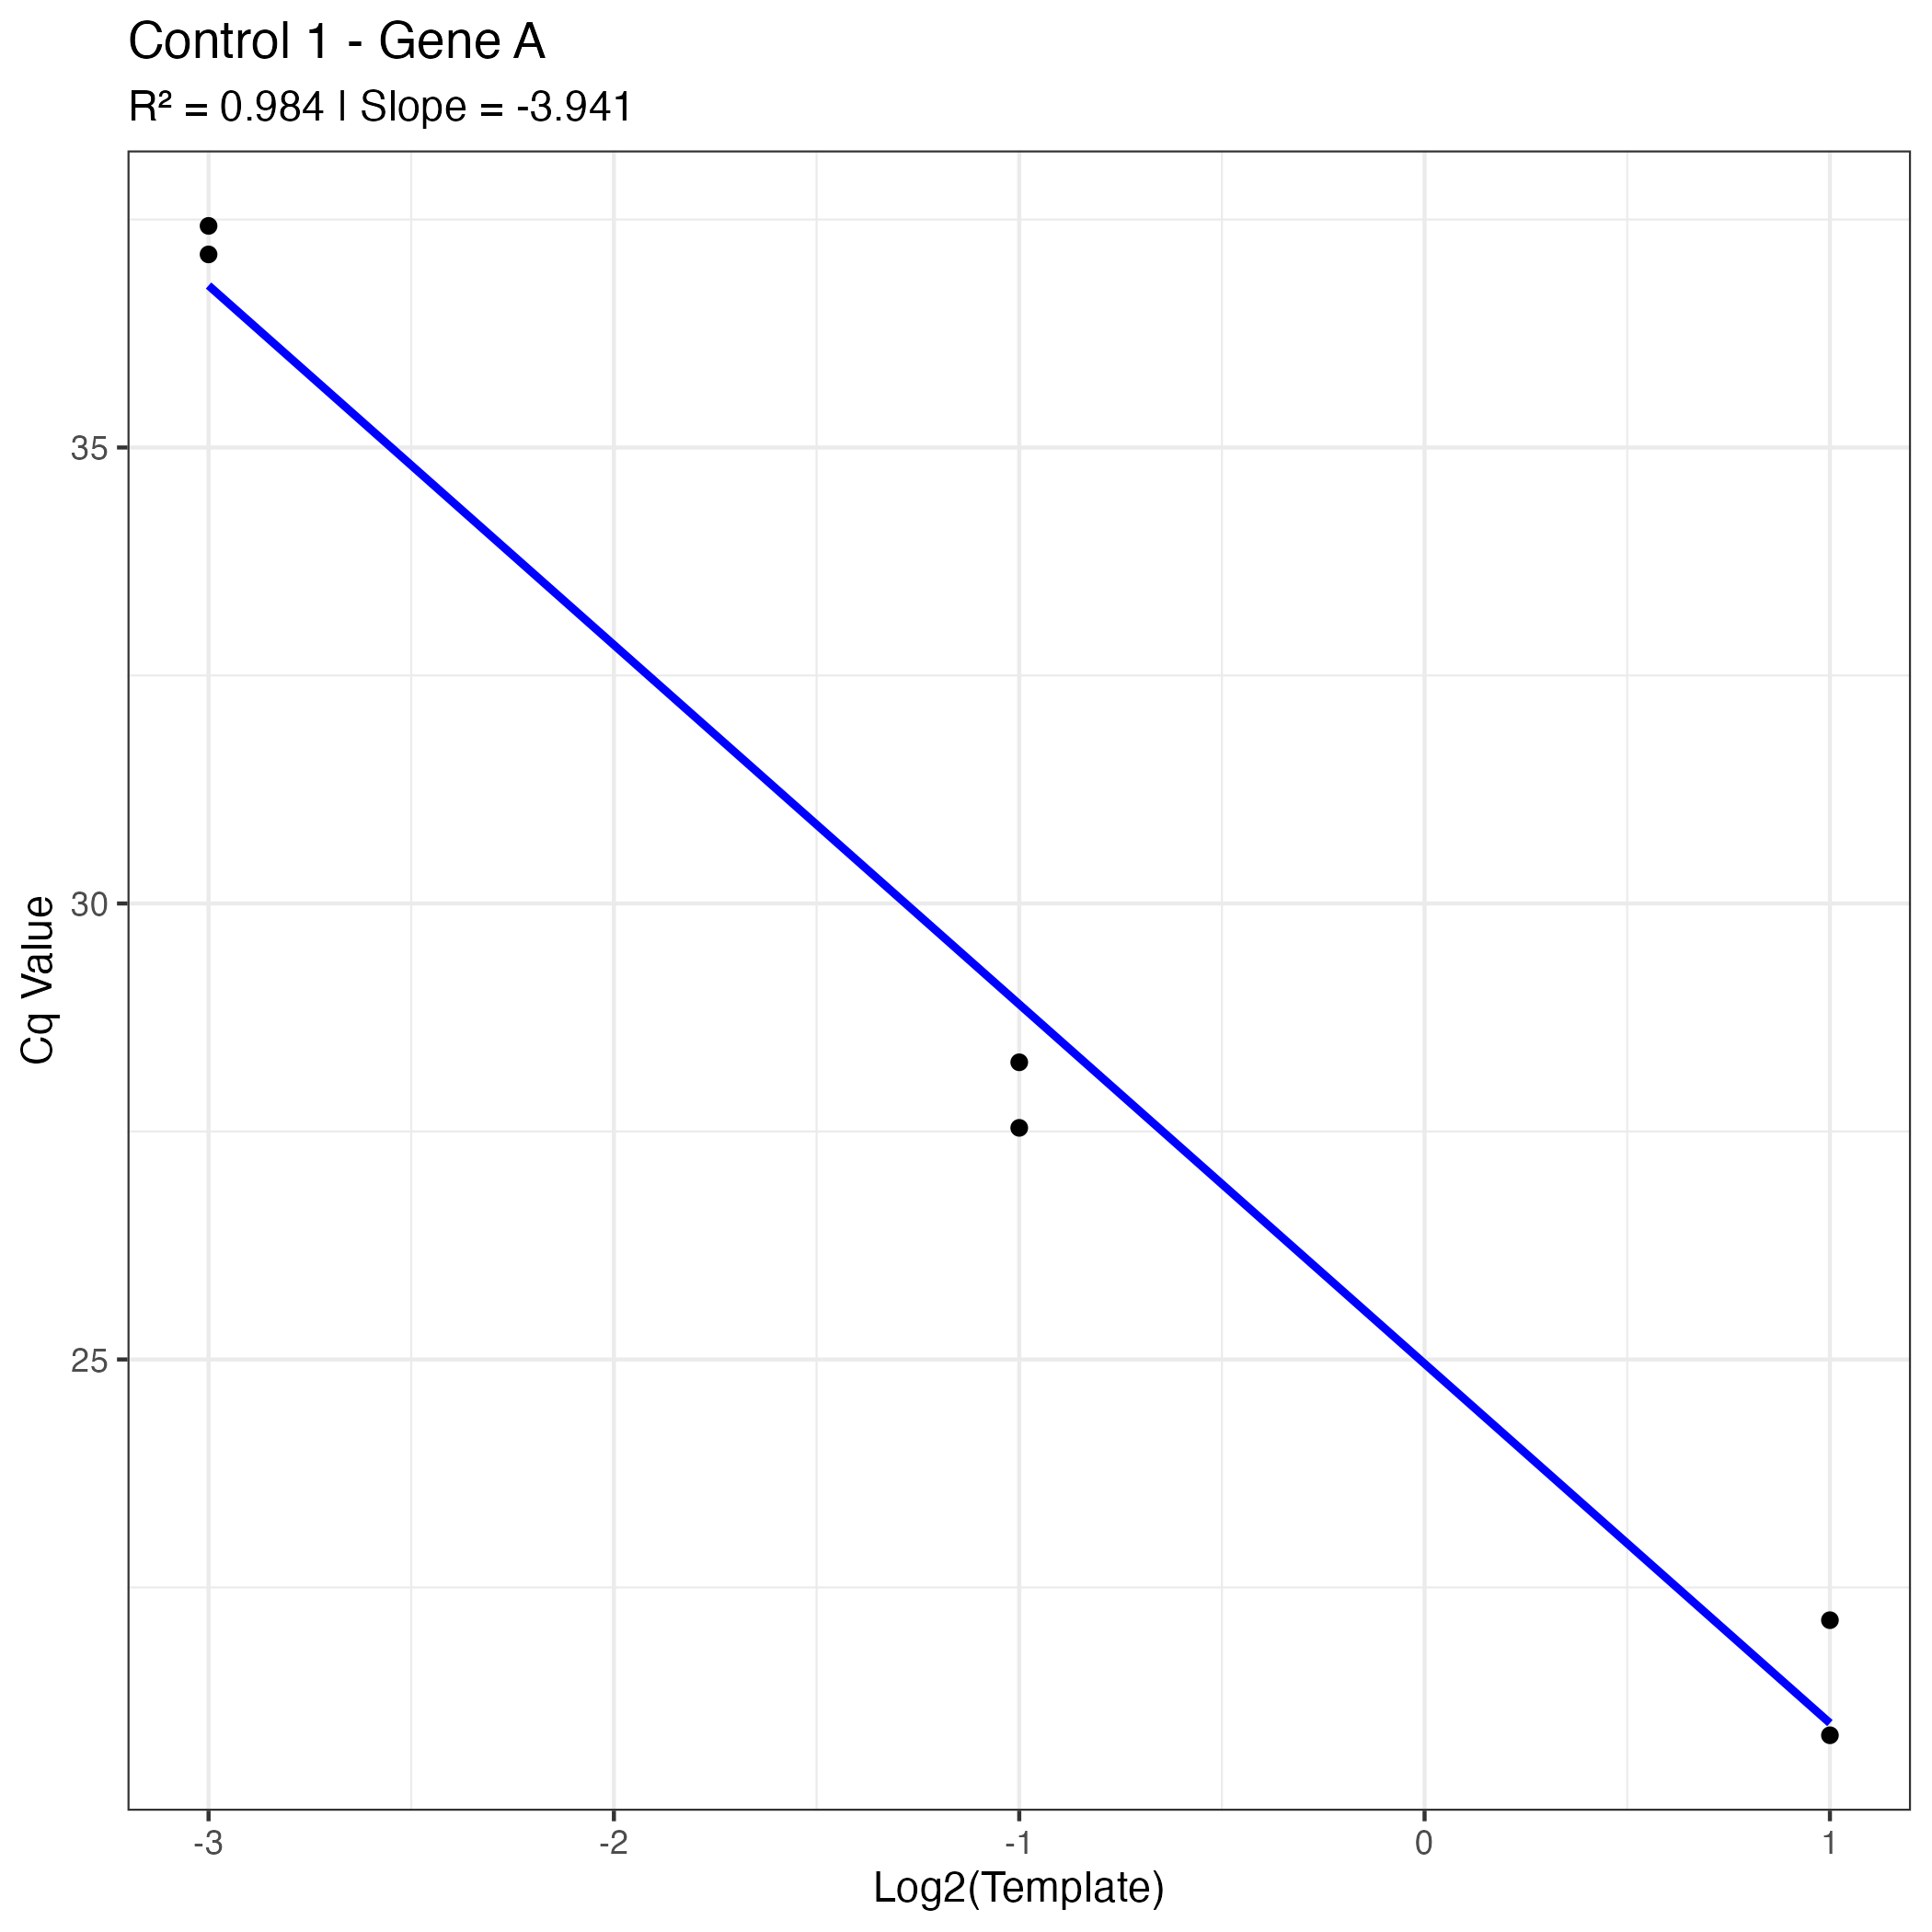 Control 1 - Gene A
R² = 0.984 | Slope = -3.941
35
30
25
Cq Value
-3
-2
-1
0
1
Log2(Template)